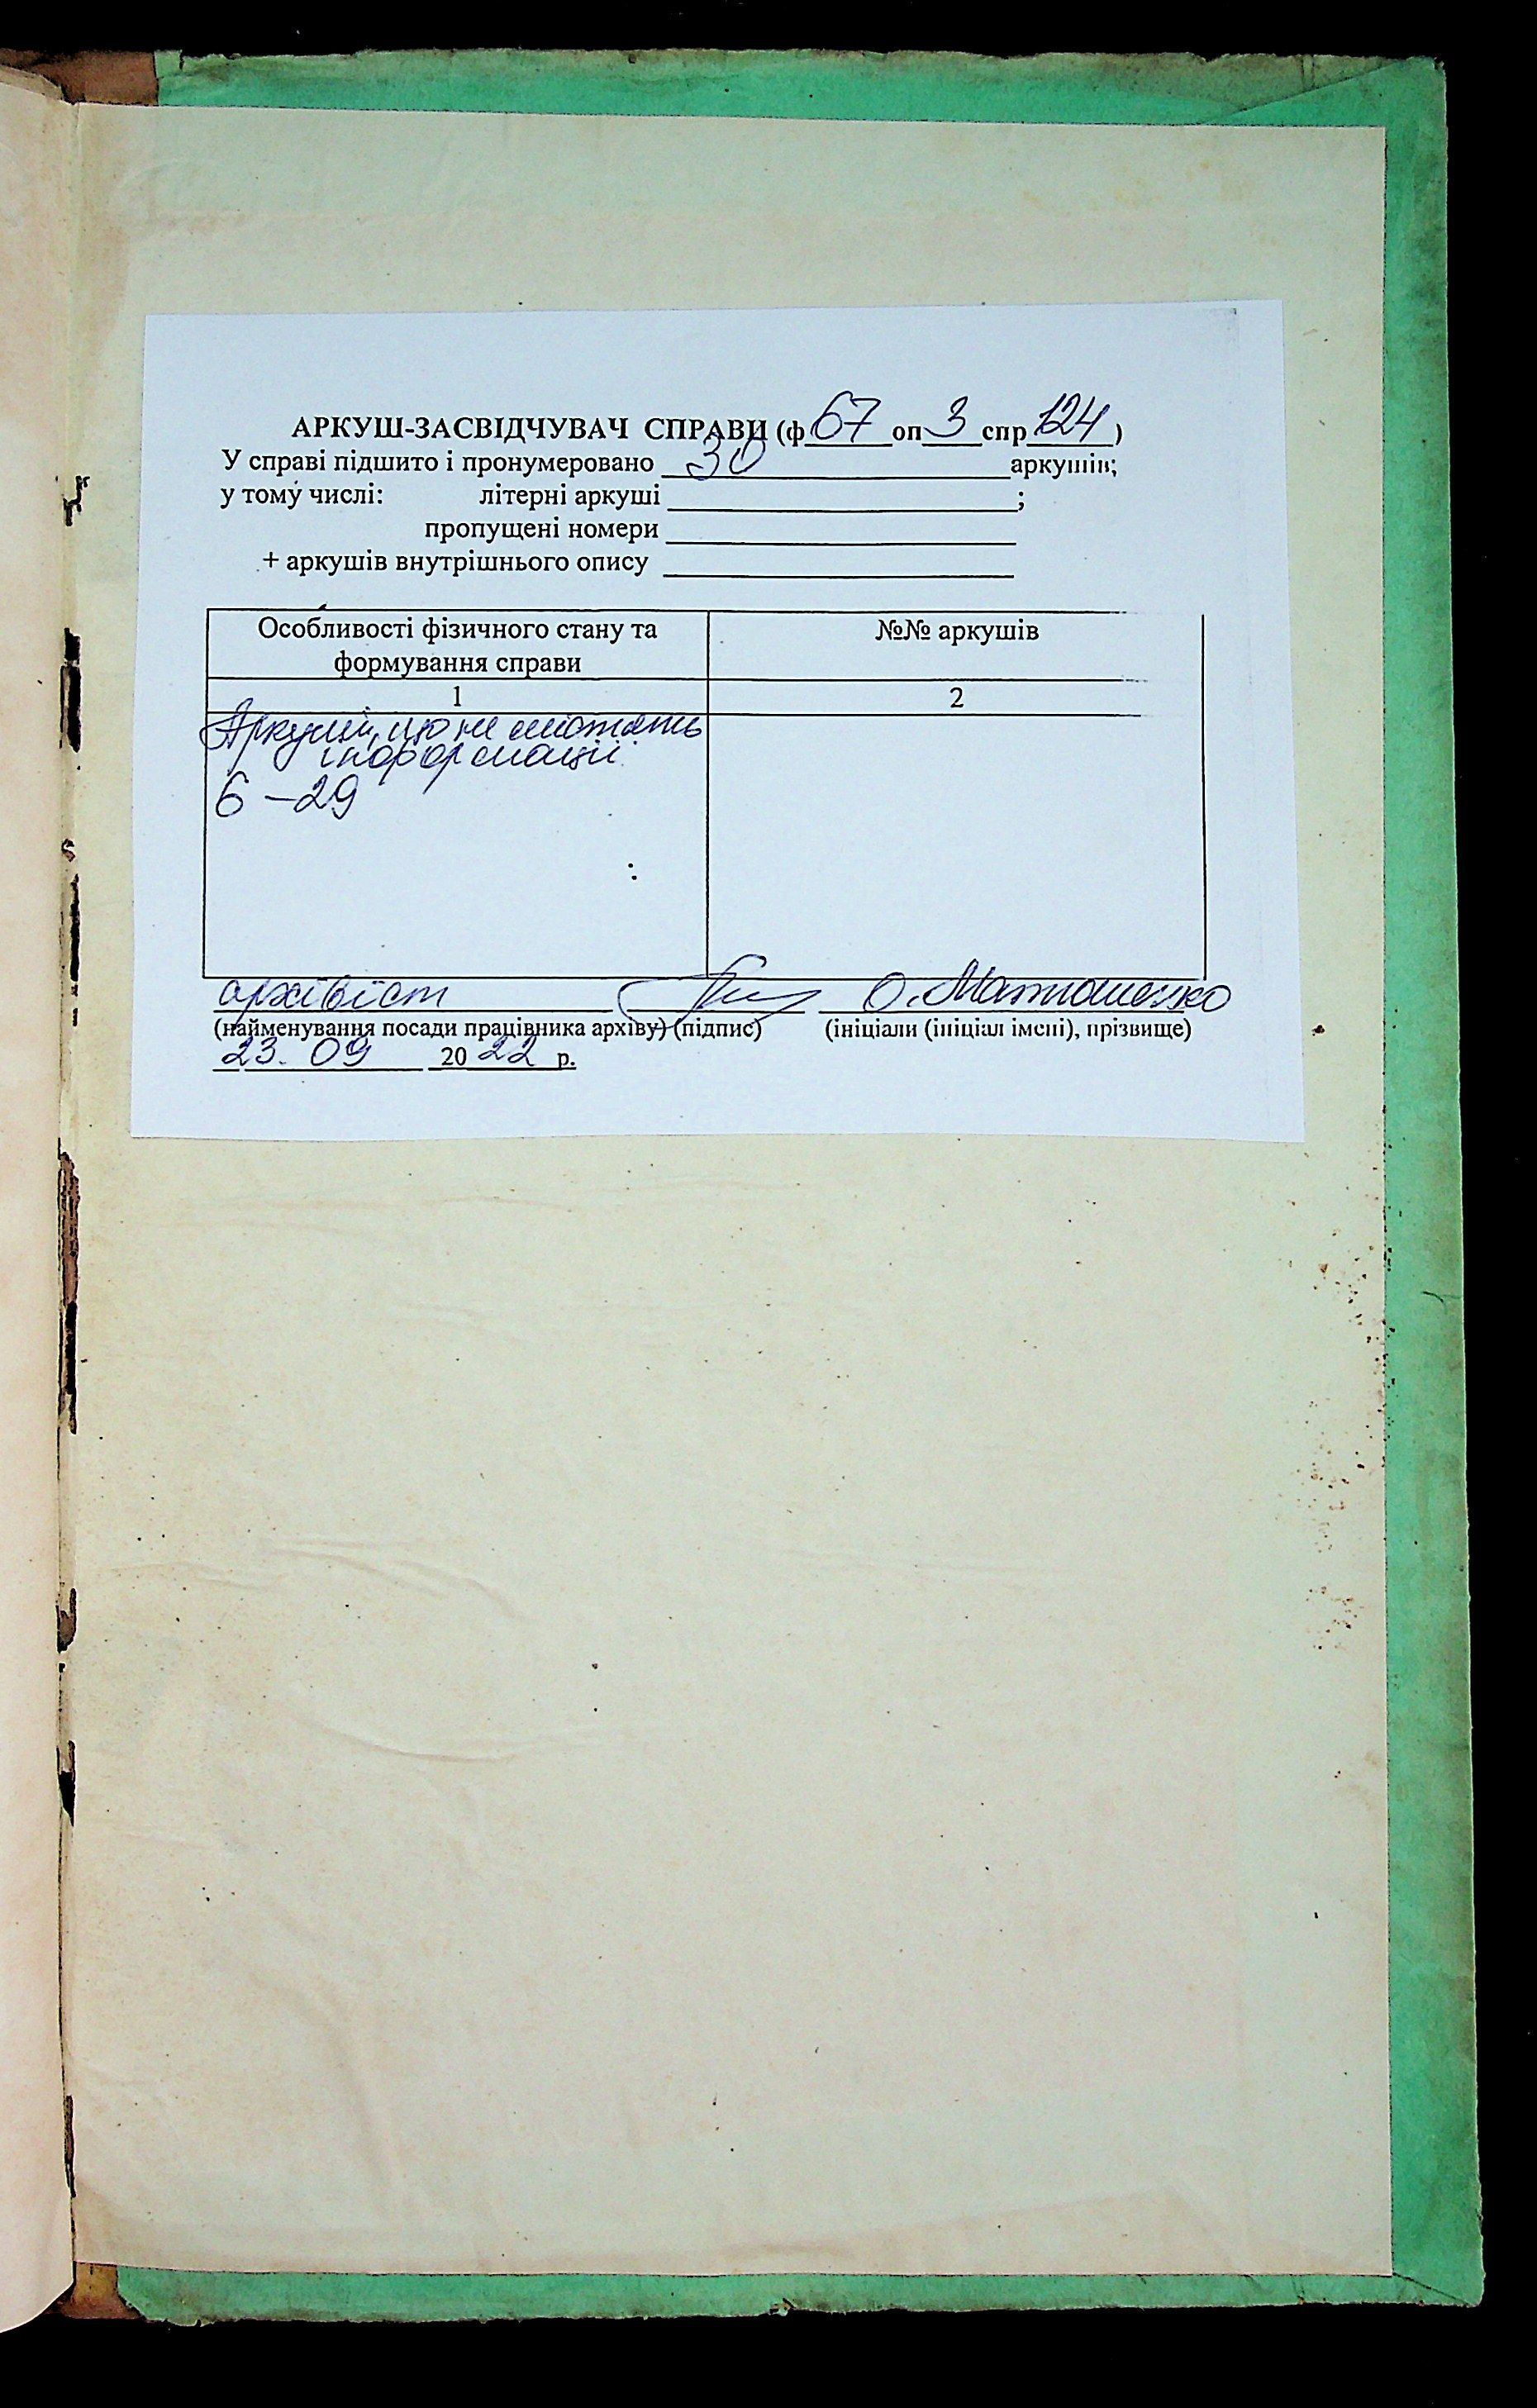 АРКУШ-ЗАСВІДЧУВАЧ СПРАВИ (ф 67 оп 3 спр 124)
У справі підшито і пронумеровано 30 аркушів;
у тому числі: літерні аркуші ;
пропущені номери
+ аркушів внутрішнього опису
Особливості фізичного стану та формування справи
№№ аркушів
1
2
Аркуші, що не містять
інформації:
6 – 29
архівіст О. Матюшенко
(найменування посади працівника архіву) (підпис) (ініціали (ініціал імені), прізвище)
23. 09 20 22 р.